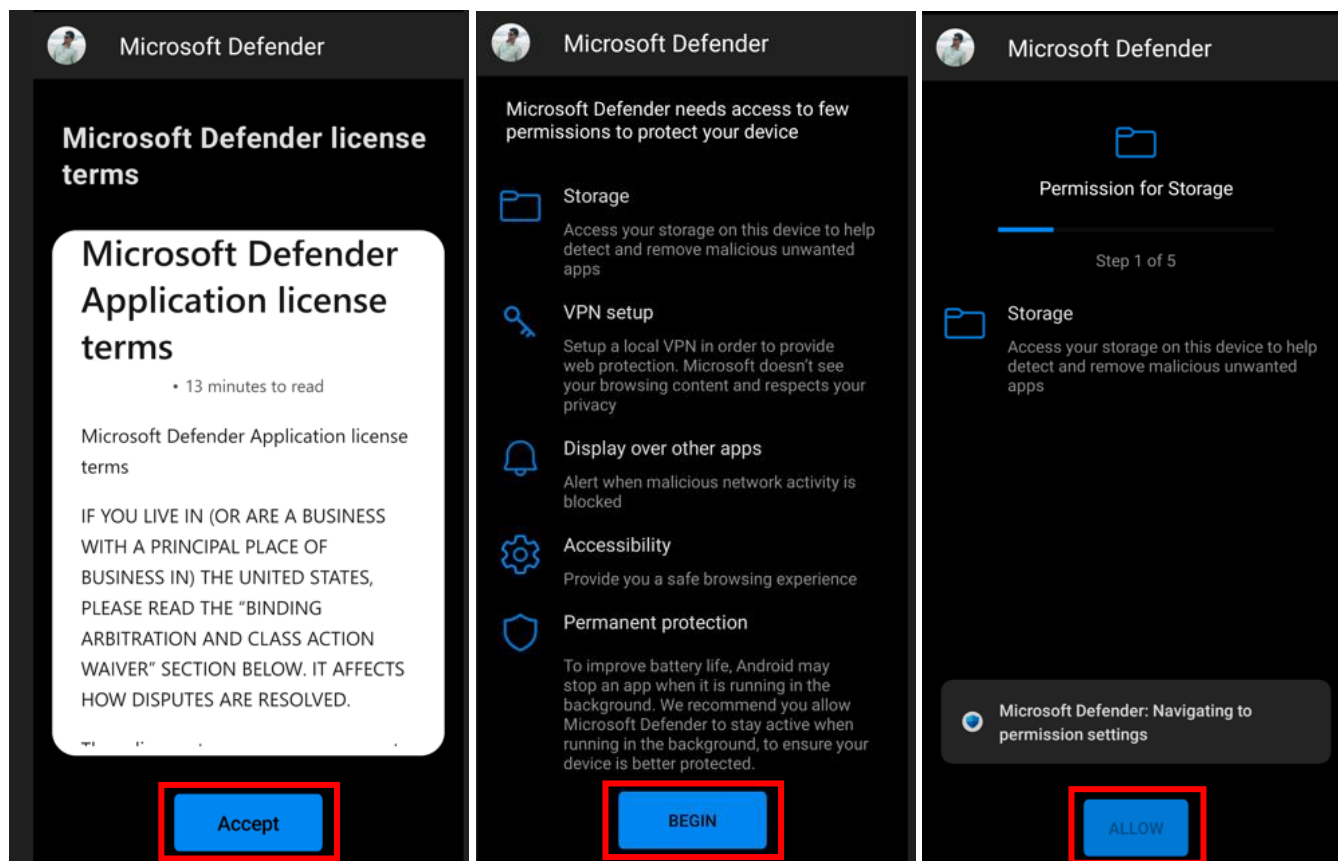 Microsoft Defender
Microsoft Defender license
terms
Microsoft Defender
Application license
terms
• 13 minutes to read
Microsoft Defender Application license
terms
IF YOU LIVE IN (OR ARE A BUSINESS
WITH A PRINCIPAL PLACE OF
BUSINESS IN) THE UNITED STATES,
PLEASE READ THE “BINDING
ARBITRATION AND CLASS ACTION
WAIVER” SECTION BELOW. IT AFFECTS
HOW DISPUTES ARE RESOLVED.
Accept
Microsoft Defender
Microsoft Defender needs access to few
permissions to protect your device
Storage
Access your storage on this device to help
detect and remove malicious unwanted
apps
VPN setup
Setup a local VPN in order to provide
web protection. Microsoft doesn't see
your browsing content and respects your
privacy
Display over other apps
Alert when malicious network activity is
blocked
Accessibility
Provide you a safe browsing experience
Permanent protection
To improve battery life, Android may
stop an app when it is running in the
background. We recommend you allow
Microsoft Defender to stay active when
running in the background, to ensure your
device is better protected.
BEGIN
Microsoft Defender
Permission for Storage
Step 1 of 5
Storage
Access your storage on this device to help
detect and remove malicious unwanted
apps
Microsoft Defender: Navigating to
permission settings
ALLOW